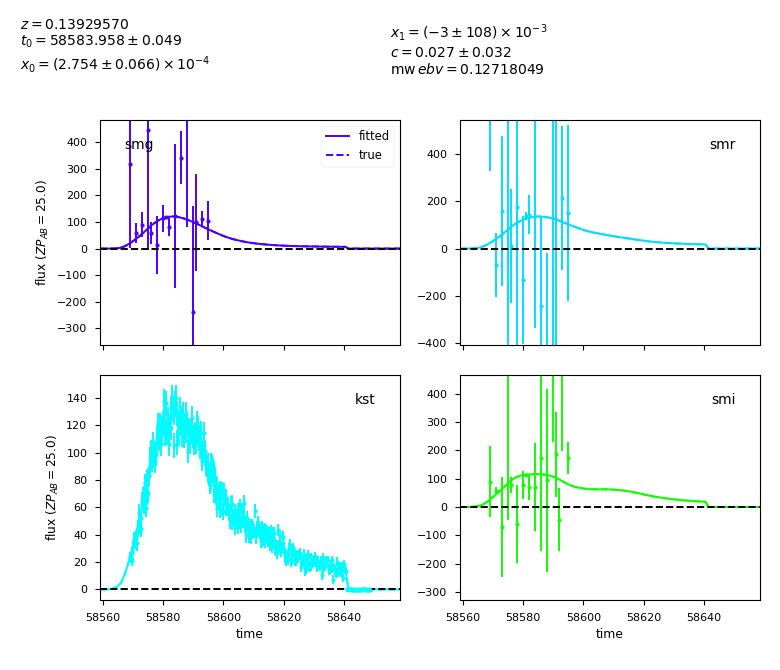 z = 0.13929570
t₀ = 58583.958 ± 0.049
x₀ = (2.754 ± 0.066) × 10⁻⁴
x₁ = (−3 ± 108) × 10⁻³
c = 0.027 ± 0.032
mw ebv = 0.12718049
smg
fitted
true
400
300
200
100
0
−100
−200
−300
flux (ZP_AB = 25.0)
smr
400
200
0
−200
−400
kst
140
120
100
80
60
40
20
0
flux (ZP_AB = 25.0)
58560 58580 58600 58620 58640
time
smi
400
300
200
100
0
−100
−200
−300
58560 58580 58600 58620 58640
time